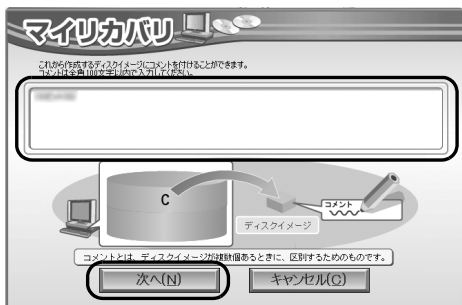 マイリカバリ
これから作成するディスクイメージにコメントを付けることができます。
コメントは全角100文字以内で入力してください。
C
コメント
ディスクイメージ
コメントとは、ディスクイメージが複数個あるときに、区別するためのものです。
次へ(N)
キャンセル(C)